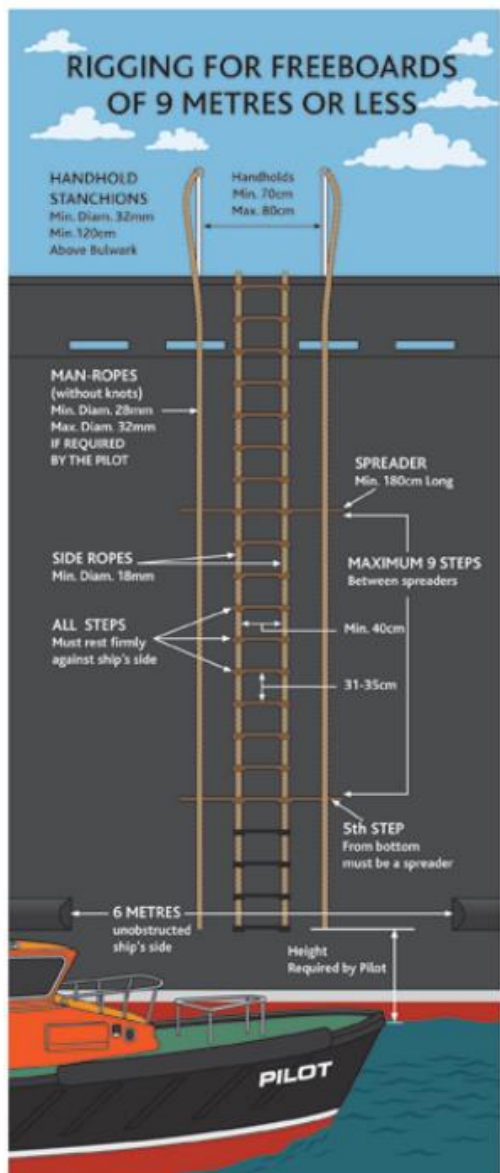 RIGGING FOR FREEBOARDS
OF 9 METRES OR LESS
HANDHOLD
STANCHIONS
Min. Diam. 32mm
Min. 120cm
Above Bulwark
Handholds
Min. 70cm
Max. 80cm
MAN-ROPES
(without knots)
Min. Diam. 28mm
Max. Diam. 32mm
IF REQUIRED
BY THE PILOT
SPREADER
Min. 180cm Long
SIDE ROPES
Min. Diam. 18mm
MAXIMUM 9 STEPS
Between spreaders
ALL STEPS
Must rest firmly
against ship's side
Min. 40cm
31-35cm
5th STEP
From bottom
must be a spreader
6 METRES
unobstructed
ship's side
Height
Required by Pilot
PILOT